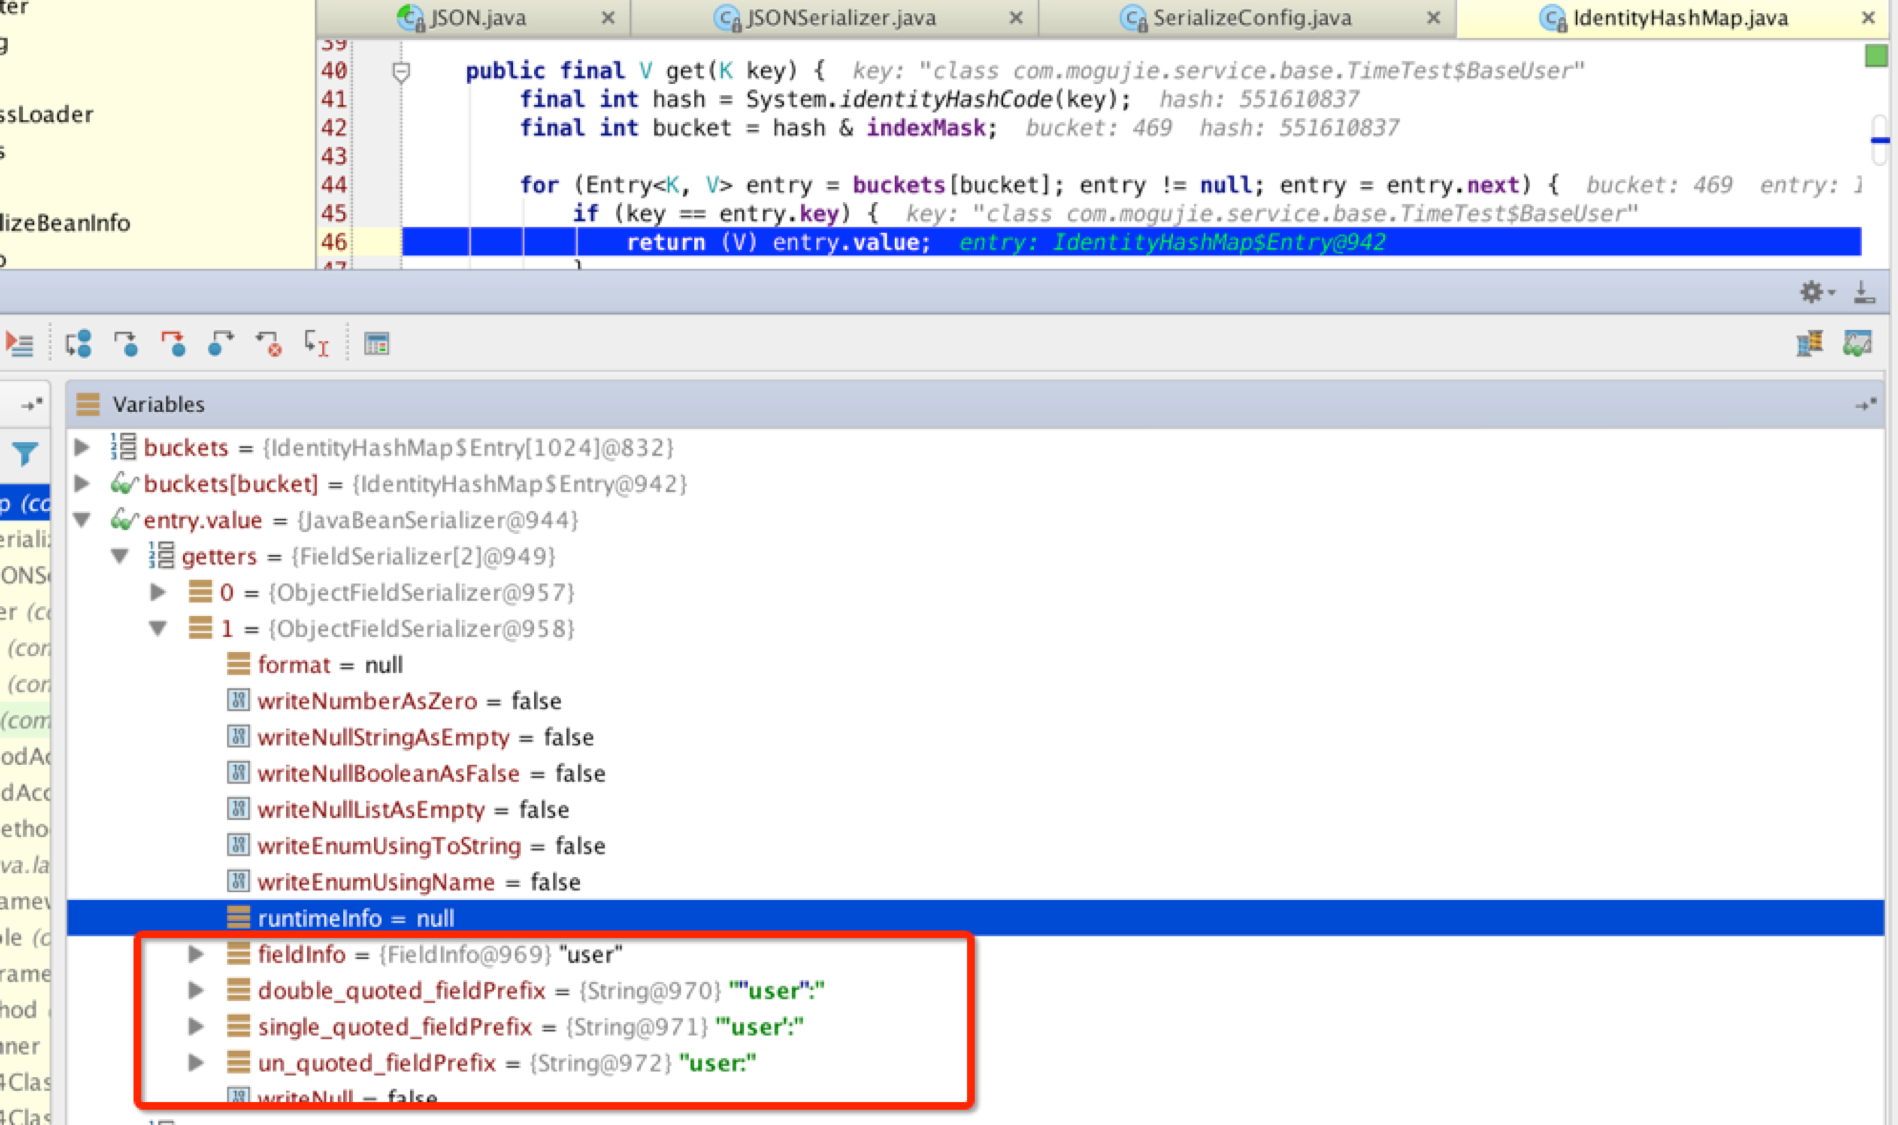 ter
JSON.java
JSONSerializer.java
SerializeConfig.java
IdentityHashMap.java
g
39
40 public final V get(K key) { key: "class com.mogujie.service.base.TimeTest$BaseUser"
41 final int hash = System.identityHashCode(key); hash: 551610837
ssLoader
42 final int bucket = hash & indexMask; bucket: 469 hash: 551610837
s
43
44 for (Entry<K, V> entry = buckets[bucket]; entry != null; entry = entry.next) { bucket: 469 entry:
45 if (key == entry.key) { key: "class com.mogujie.service.base.TimeTest$BaseUser"
lizeBeanInfo
46 return (V) entry.value; entry: IdentityHashMap$Entry@942
o
47 }
Variables
buckets = {IdentityHashMap$Entry[1024]@832}
buckets[bucket] = {IdentityHashMap$Entry@942}
p (co
entry.value = {JavaBeanSerializer@944}
erializ
getters = {FieldSerializer[2]@949}
ONSe
0 = {ObjectFieldSerializer@957}
er (co
1 = {ObjectFieldSerializer@958}
(con
format = null
(con
writeNumberAsZero = false
(com
writeNullStringAsEmpty = false
odAc
writeNullBooleanAsFalse = false
dAcc
writeNullListAsEmpty = false
etho
writeEnumUsingToString = false
va.la
writeEnumUsingName = false
amew
runtimeInfo = null
ole (c
fieldInfo = {FieldInfo@969} "user"
rame
double_quoted_fieldPrefix = {String@970} ""user":"
hod
single_quoted_fieldPrefix = {String@971} "'user':"
nner
un_quoted_fieldPrefix = {String@972} "user:"
4Clas
writeNull = false
4Clas